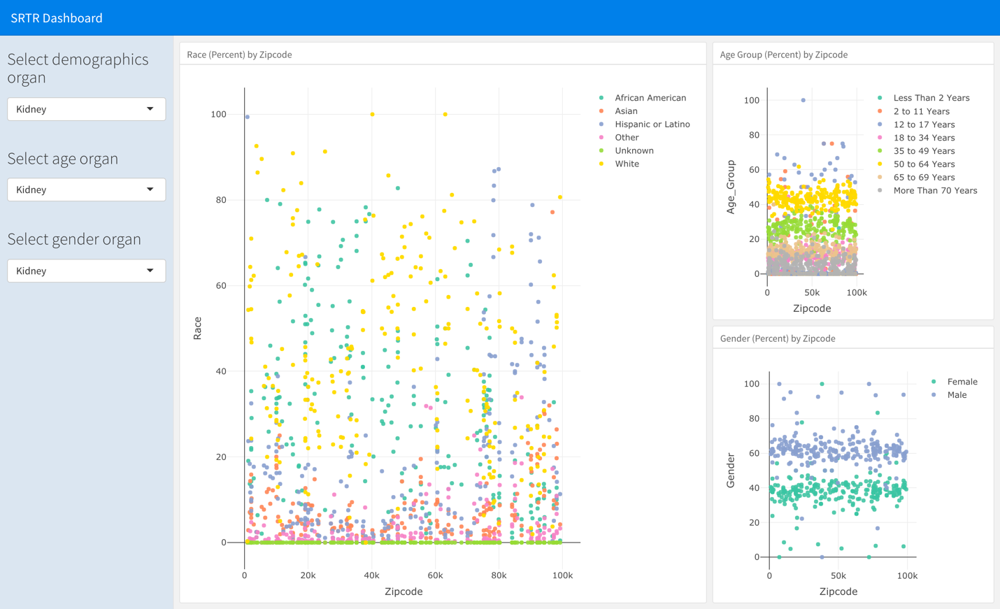 SRTR Dashboard
Select demographics
organ
Kidney
Select age organ
Kidney
Select gender organ
Kidney
Race (Percent) by Zipcode
100
80
60
40
20
0
Race
0
20k
40k
60k
80k
100k
Zipcode
African American
Asian
Hispanic or Latino
Other
Unknown
White
Age Group (Percent) by Zipcode
100
80
60
40
20
0
Age_Group
0
50k
100k
Zipcode
Less Than 2 Years
2 to 11 Years
12 to 17 Years
18 to 34 Years
35 to 49 Years
50 to 64 Years
65 to 69 Years
More Than 70 Years
Gender (Percent) by Zipcode
100
80
60
40
20
0
Gender
0
50k
100k
Zipcode
Female
Male